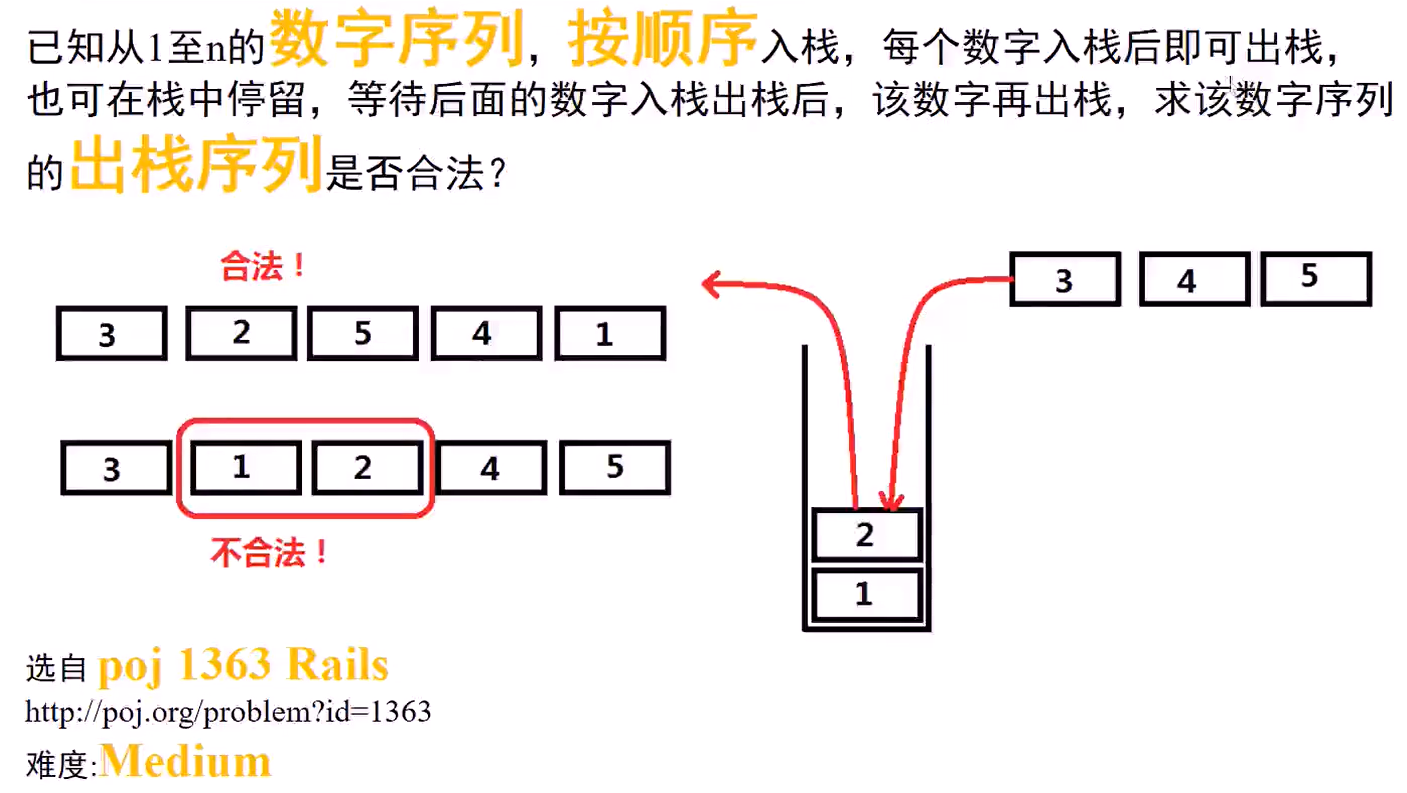 已知从1至n的数字序列，按顺序入栈，每个数字入栈后即可出栈，
也可在栈中停留，等待后面的数字入栈出栈后，该数字再出栈，求该数字序列
的出栈序列是否合法？
合法！
3 2 5 4 1
3 1 2 4 5
不合法！
3 4 5
2
1
选自 poj 1363 Rails
http://poj.org/problem?id=1363
难度:Medium